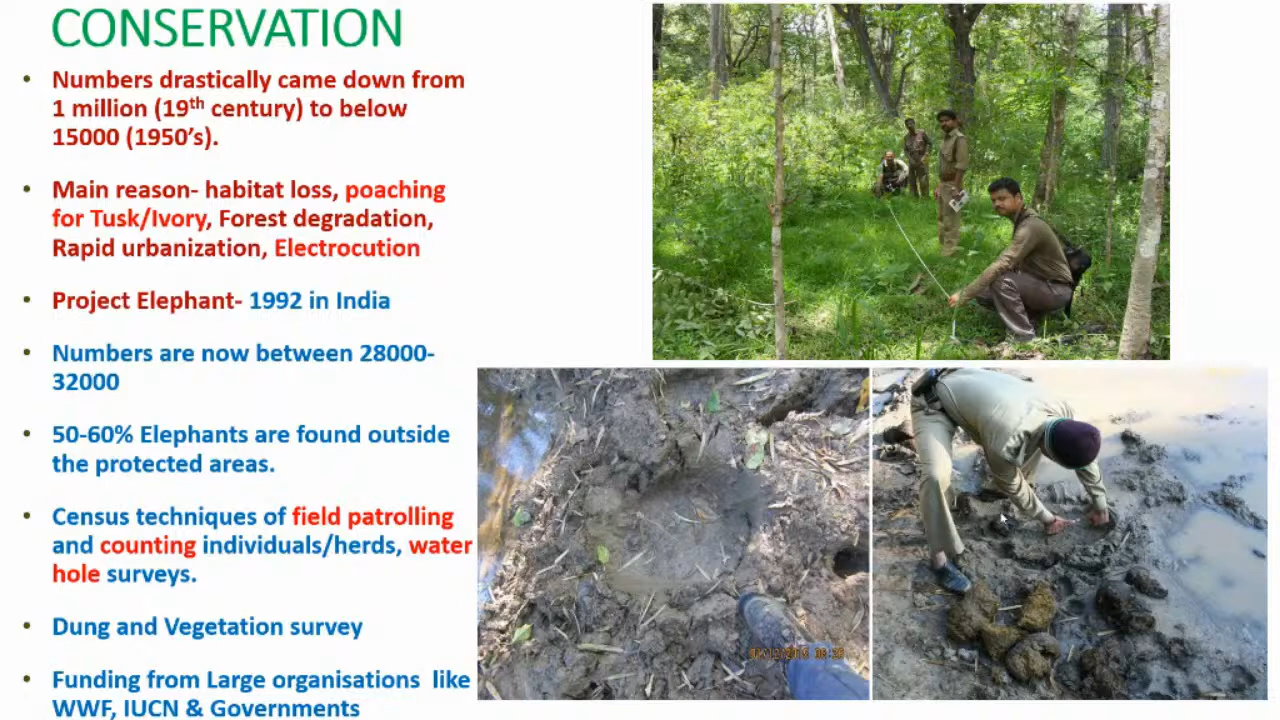 CONSERVATION
• Numbers drastically came down from
1 million (19th century) to below
15000 (1950’s).
• Main reason- habitat loss, poaching
for Tusk/Ivory, Forest degradation,
Rapid urbanization, Electrocution
• Project Elephant- 1992 in India
• Numbers are now between 28000-
32000
• 50-60% Elephants are found outside
the protected areas.
• Census techniques of field patrolling
and counting individuals/herds, water
hole surveys.
• Dung and Vegetation survey
• Funding from Large organisations like
WWF, IUCN & Governments